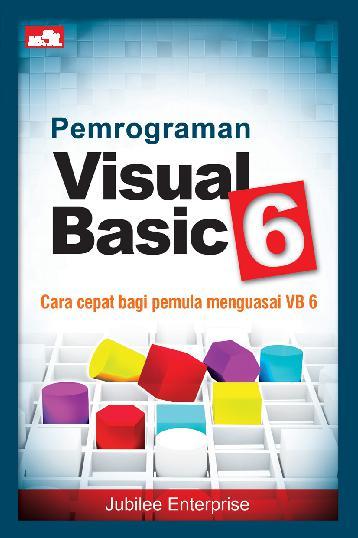 Pemrograman
Visual
Basic 6
Cara cepat bagi pemula menguasai VB 6
Jubilee Enterprise